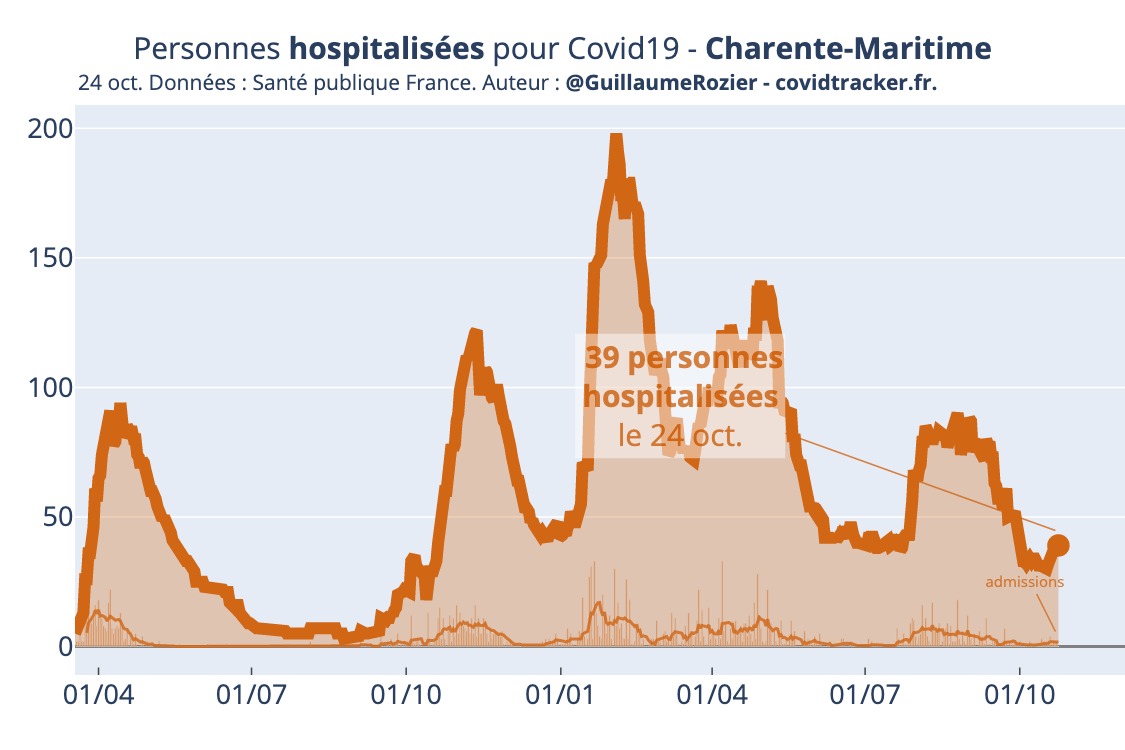 Personnes hospitalisées pour Covid19 - Charente-Maritime
24 oct. Données : Santé publique France. Auteur : @GuillaumeRozier - covidtracker.fr.
200
150
100
50
0
39 personnes
hospitalisées
le 24 oct.
admissions
01/04 01/07 01/10 01/01 01/04 01/07 01/10